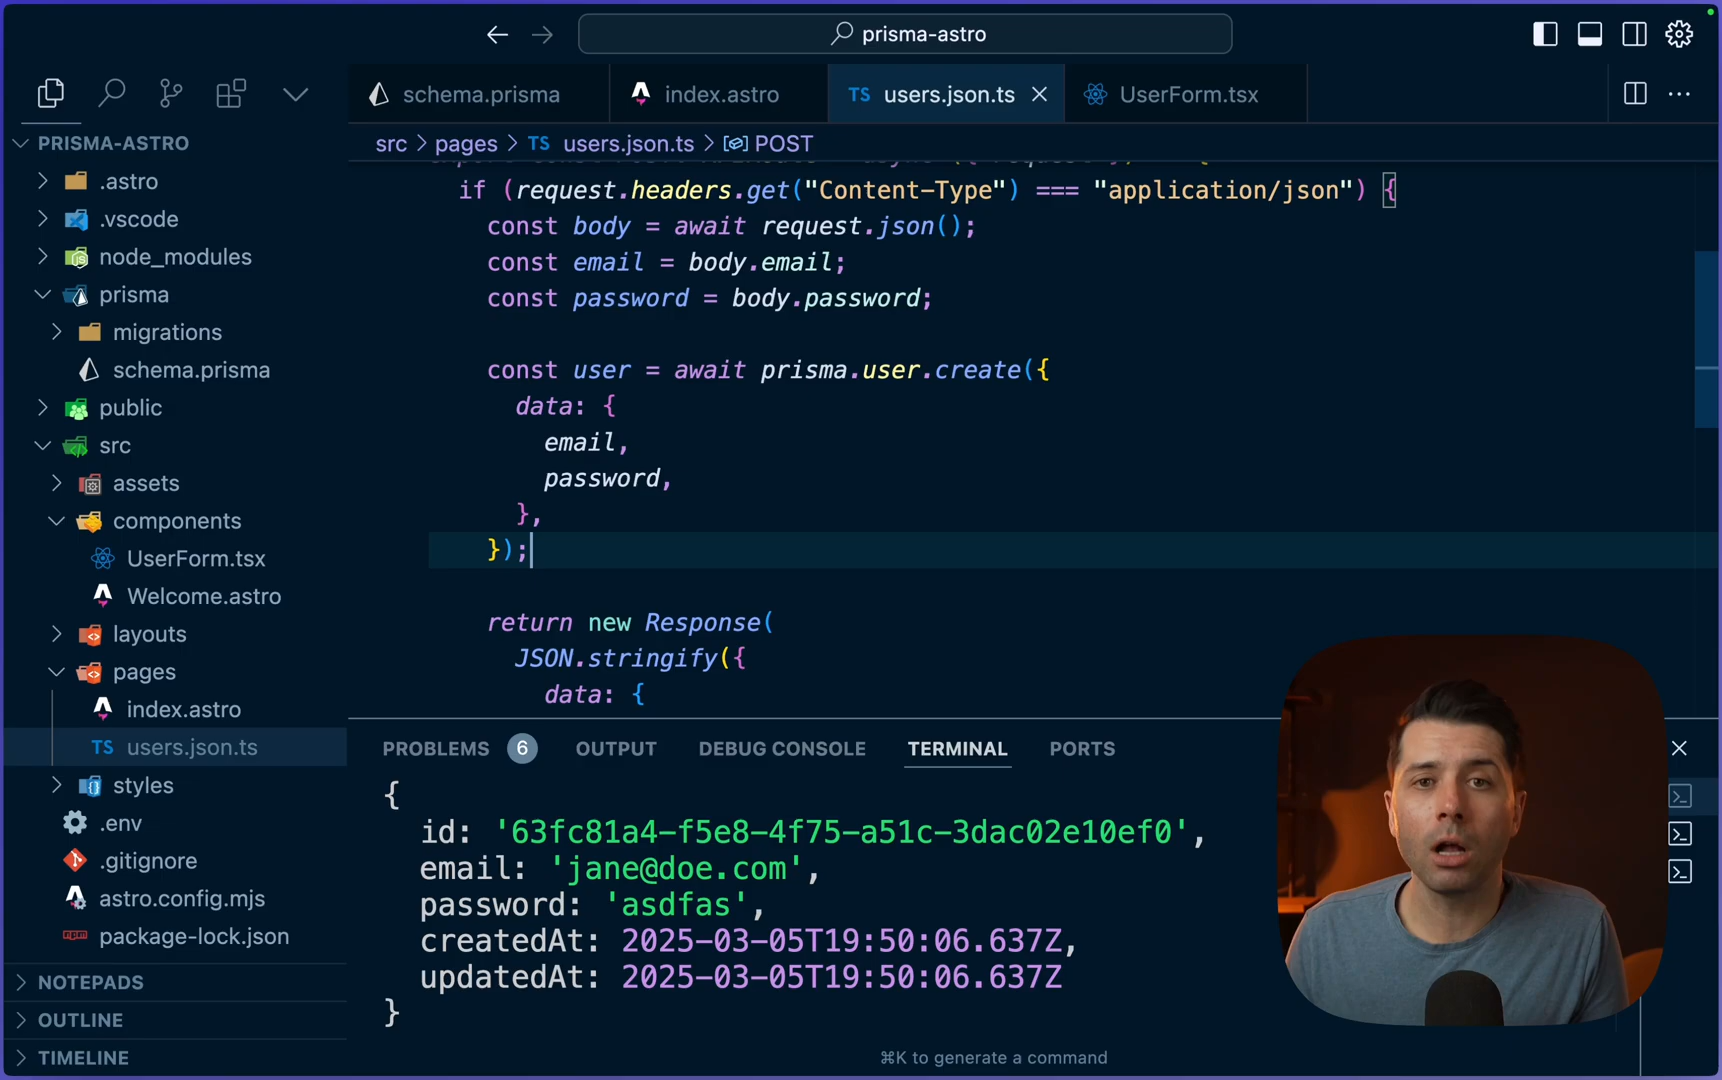 prisma-astro
schema.prisma
index.astro
TS users.json.ts
UserForm.tsx
src > pages > TS users.json.ts > POST
PRISMA-ASTRO
.astro
.vscode
node_modules
prisma
migrations
schema.prisma
public
src
assets
components
UserForm.tsx
Welcome.astro
layouts
pages
index.astro
TS users.json.ts
styles
.env
.gitignore
astro.config.mjs
package-lock.json
NOTEPADS
OUTLINE
TIMELINE
if (request.headers.get("Content-Type") === "application/json") {
const body = await request.json();
const email = body.email;
const password = body.password;
const user = await prisma.user.create({
data: {
email,
password,
},
});
return new Response(
JSON.stringify({
data: {
PROBLEMS 6 OUTPUT DEBUG CONSOLE TERMINAL PORTS
{
id: '63fc81a4-f5e8-4f75-a51c-3dac02e10ef0',
email: 'jane@doe.com',
password: 'asdfas',
createdAt: 2025-03-05T19:50:06.637Z,
updatedAt: 2025-03-05T19:50:06.637Z
}
⌘K to generate a command